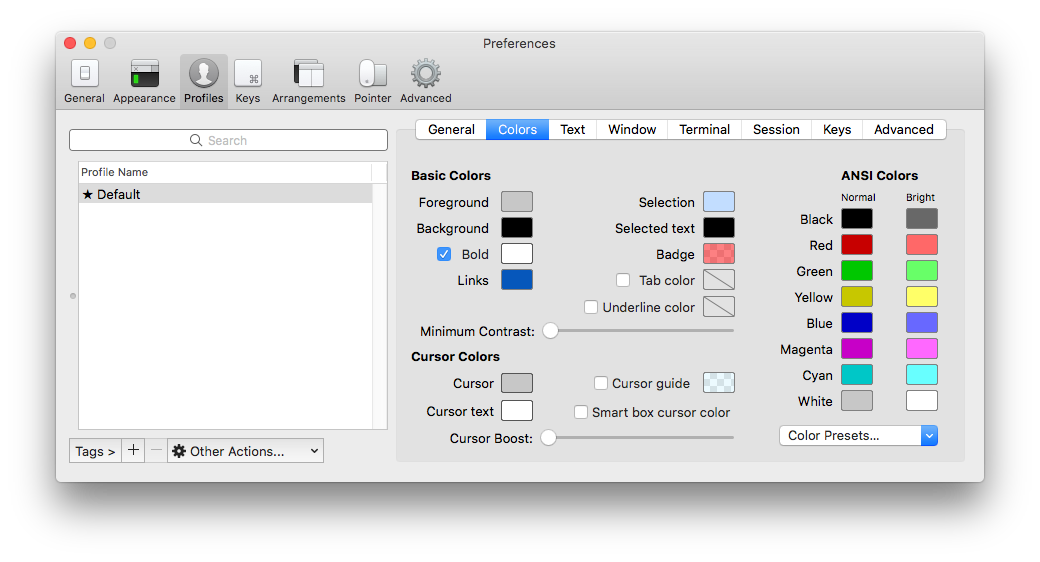 Preferences
General Appearance Profiles Keys Arrangements Pointer Advanced
General Colors Text Window Terminal Session Keys Advanced
Search
Profile Name
★ Default
Tags > + − Other Actions...
Basic Colors
Foreground
Background
Bold
Links
Selection
Selected text
Badge
Tab color
Underline color
Minimum Contrast:
Cursor Colors
Cursor
Cursor text
Cursor guide
Smart box cursor color
Cursor Boost:
ANSI Colors
Normal Bright
Black
Red
Green
Yellow
Blue
Magenta
Cyan
White
Color Presets...